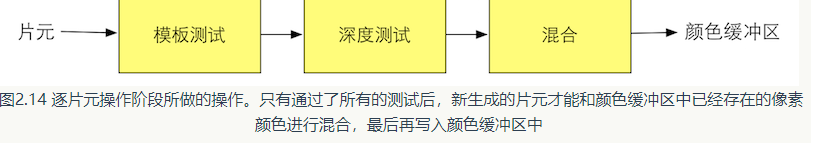 片元 模板测试 深度测试 混合 颜色缓冲区
图2.14 逐片元操作阶段所做的操作。只有通过了所有的测试后，新生成的片元才能和颜色缓冲区中已经存在的像素
颜色进行混合，最后再写入颜色缓冲区中